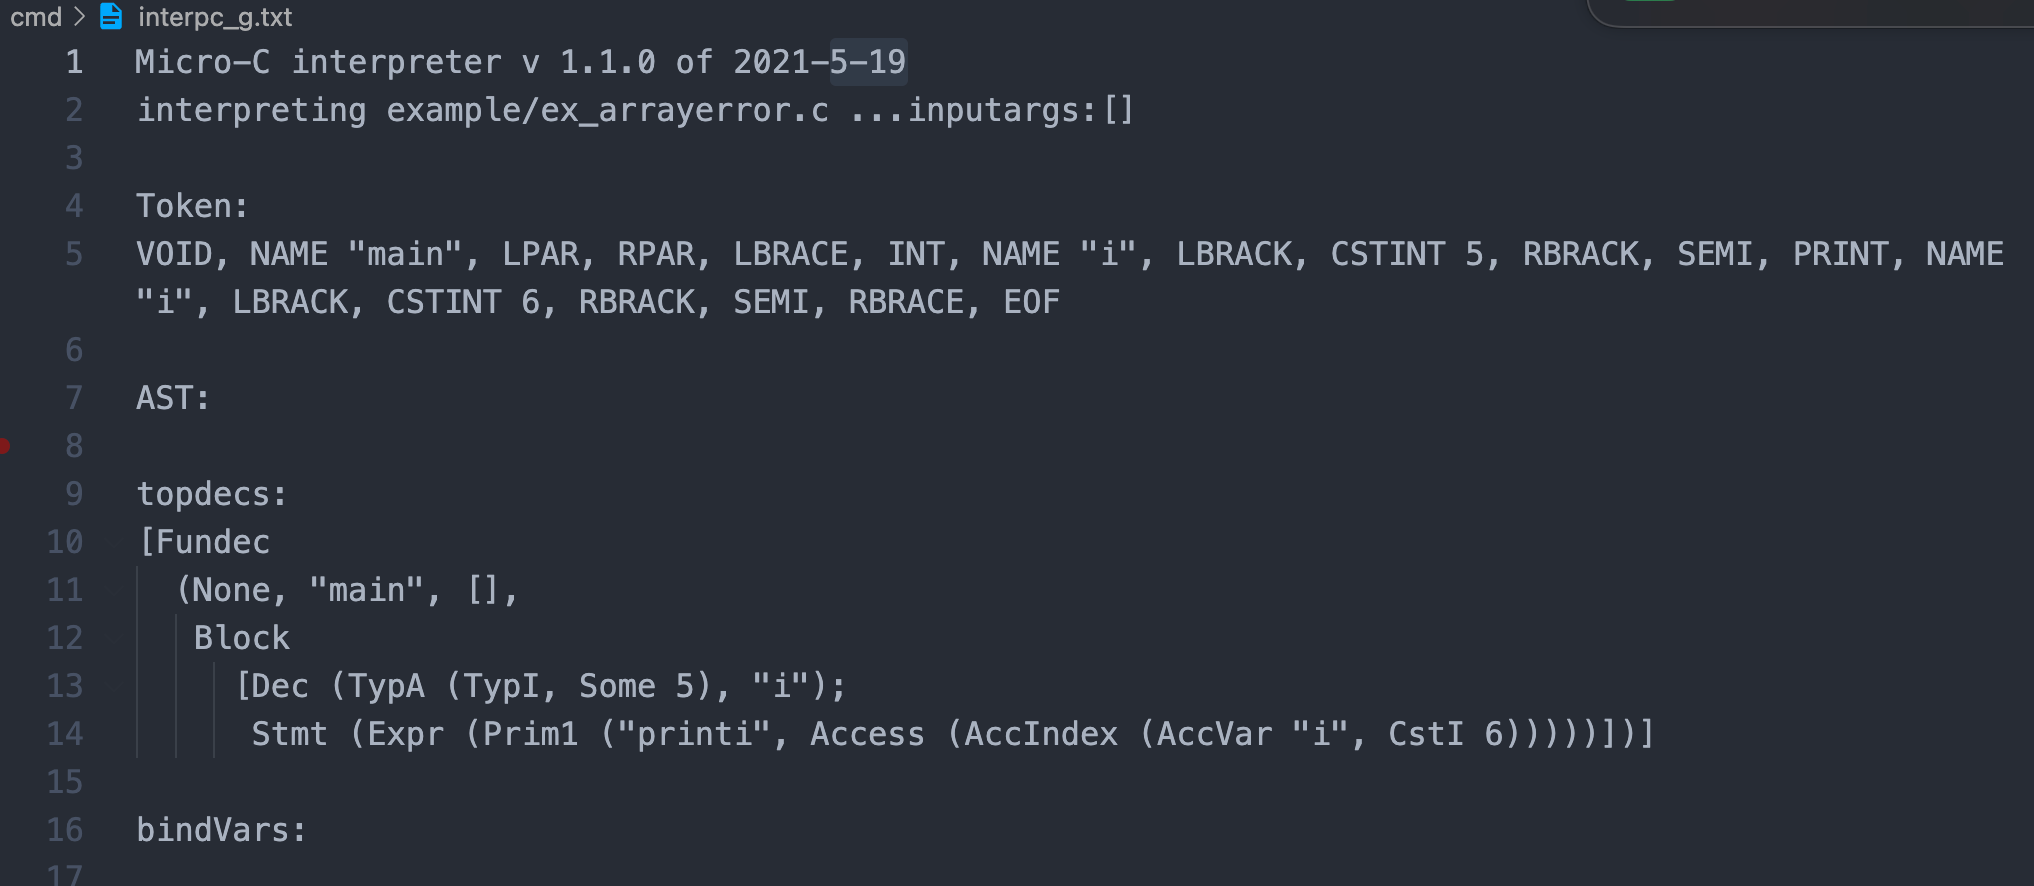 cmd > interpc_g.txt
1 Micro-C interpreter v 1.1.0 of 2021-5-19
2 interpreting example/ex_arrayerror.c ...inputargs:[]
3
4 Token:
5 VOID, NAME "main", LPAR, RPAR, LBRACE, INT, NAME "i", LBRACK, CSTINT 5, RBRACK, SEMI, PRINT, NAME
"i", LBRACK, CSTINT 6, RBRACK, SEMI, RBRACE, EOF
6
7 AST:
8
9 topdecs:
10 [Fundec
11 (None, "main", [],
12 Block
13 [Dec (TypA (TypI, Some 5), "i");
14 Stmt (Expr (Prim1 ("printi", Access (AccIndex (AccVar "i", CstI 6)))))])]
15
16 bindVars:
17